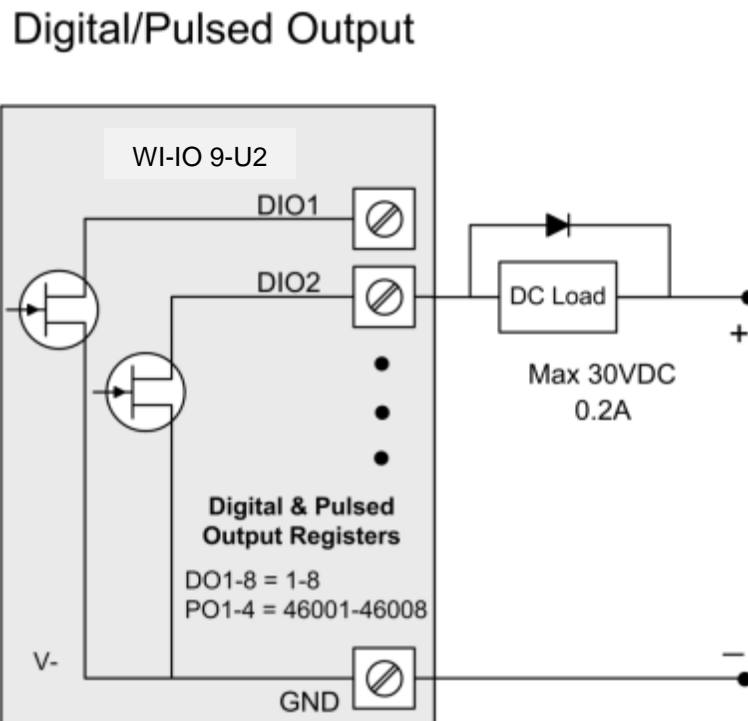 Digital/Pulsed Output
WI-IO 9-U2
DIO1
DIO2
DC Load
+
Max 30VDC
0.2A
Digital & Pulsed
Output Registers
DO1-8 = 1-8
PO1-4 = 46001-46008
V-
GND
–